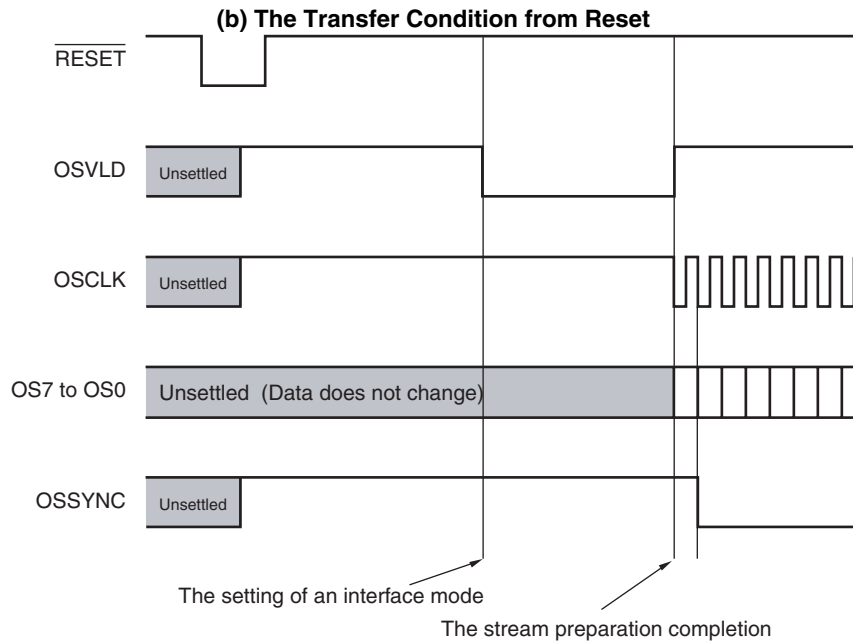 (b) The Transfer Condition from Reset
RESET
OSVLD
Unsettled
OSCLK
Unsettled
OS7 to OS0
Unsettled (Data does not change)
OSSYNC
Unsettled
The setting of an interface mode
The stream preparation completion